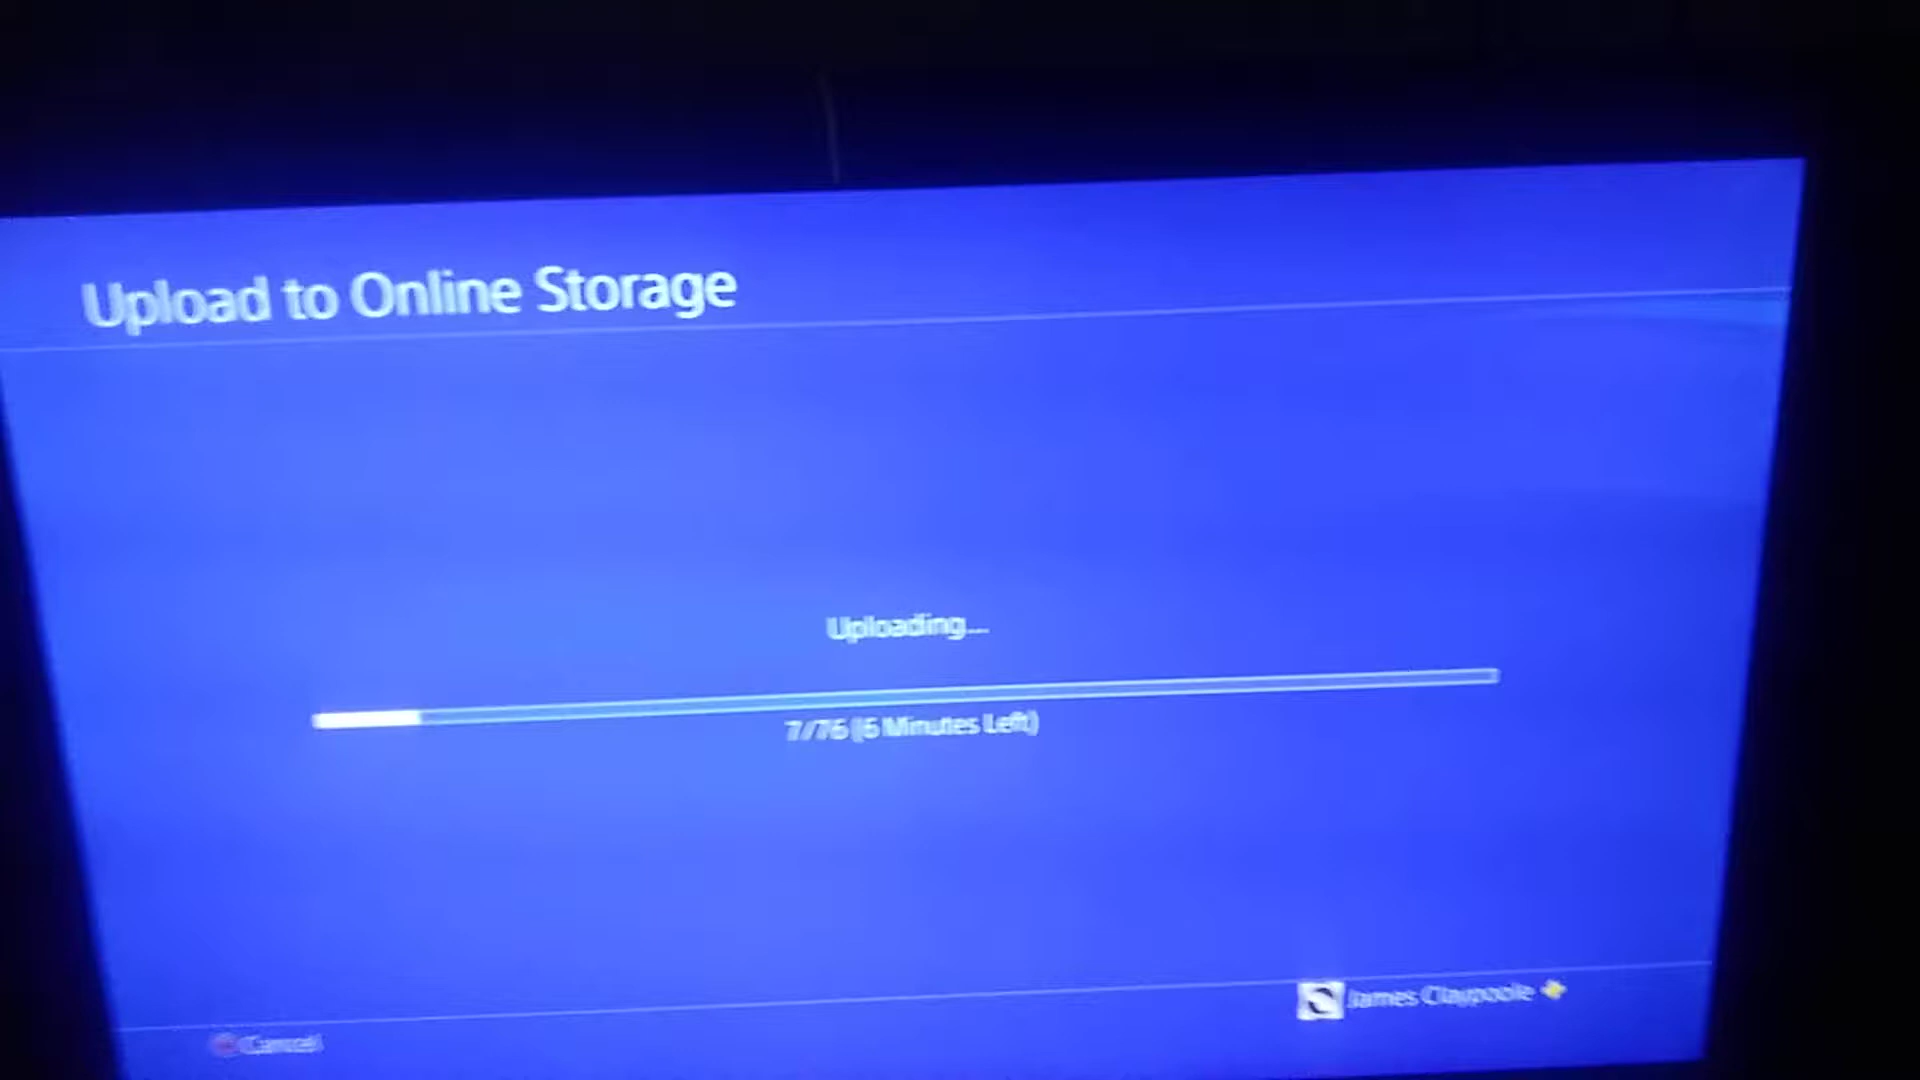 Upload to Online Storage
Uploading...
7/76 (6 Minutes Left)
James Claypoole
Cancel